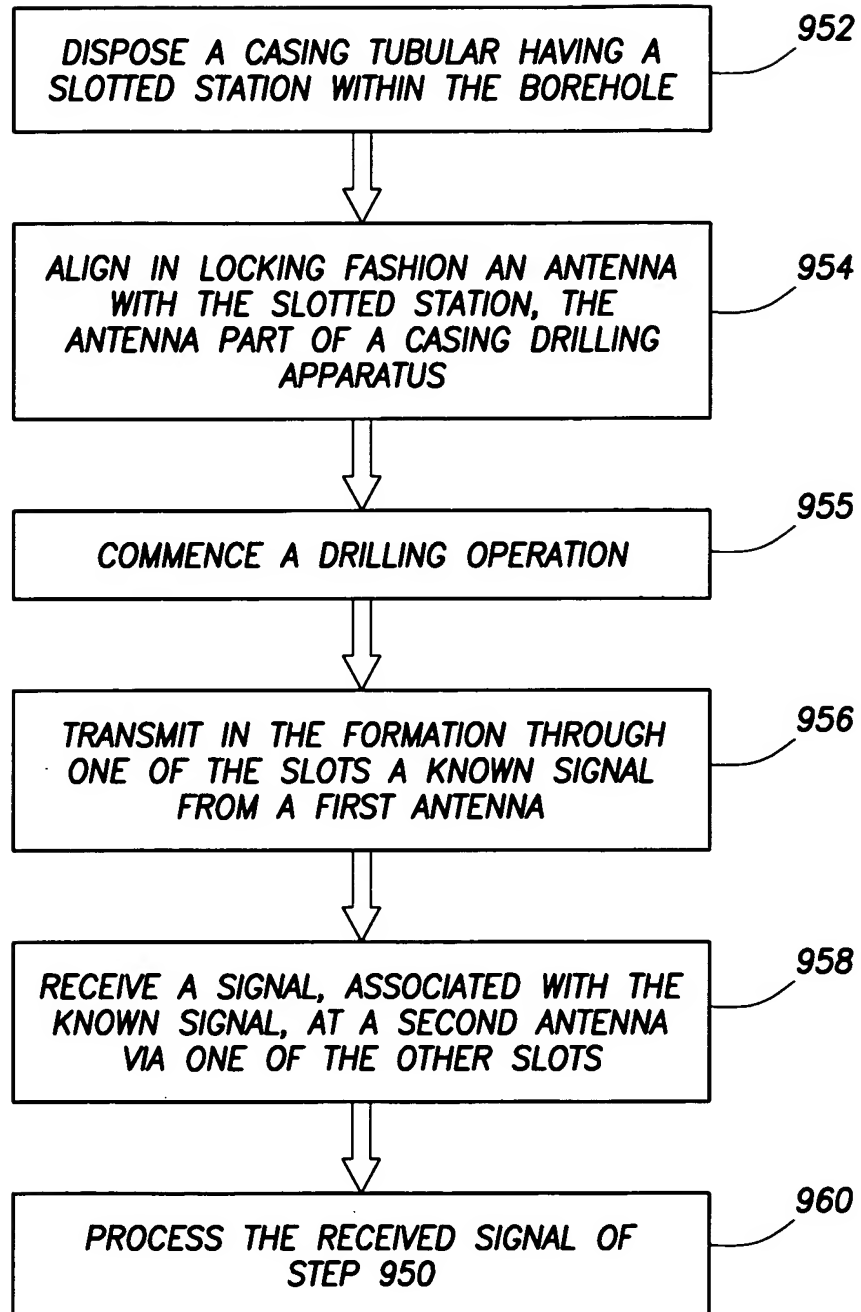 952
DISPOSE A CASING TUBULAR HAVING A
SLOTTED STATION WITHIN THE BOREHOLE
954
ALIGN IN LOCKING FASHION AN ANTENNA
WITH THE SLOTTED STATION, THE
ANTENNA PART OF A CASING DRILLING
APPARATUS
955
COMMENCE A DRILLING OPERATION
956
TRANSMIT IN THE FORMATION THROUGH
ONE OF THE SLOTS A KNOWN SIGNAL
FROM A FIRST ANTENNA
958
RECEIVE A SIGNAL, ASSOCIATED WITH THE
KNOWN SIGNAL, AT A SECOND ANTENNA
VIA ONE OF THE OTHER SLOTS
960
PROCESS THE RECEIVED SIGNAL OF
STEP 950